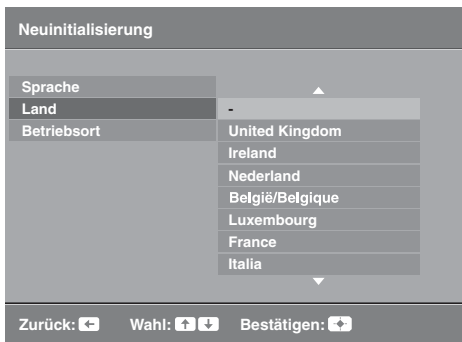 Neuinitialisierung
Sprache
Land
Betriebsort
-
United Kingdom
Ireland
Nederland
België/Belgique
Luxembourg
France
Italia
Zurück: Wahl: Bestätigen: